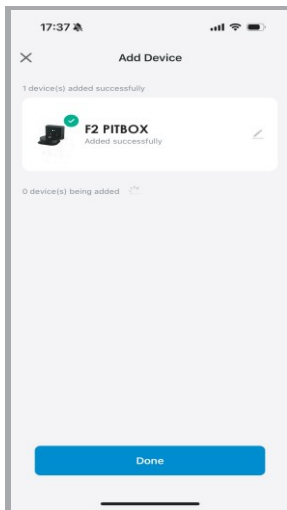 17:37
Add Device
1 device(s) added successfully
F2 PITBOX
Added successfully
0 device(s) being added
Done